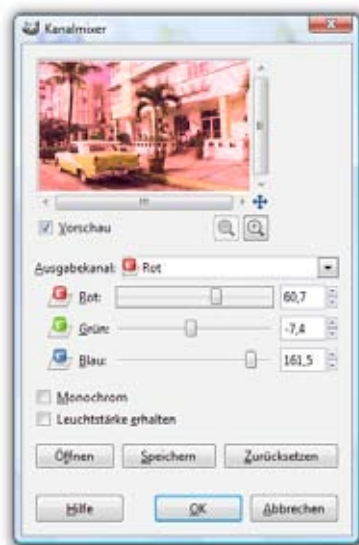 Kanalmixer
Vorschau
Ausgabekanal: Rot
Rot: 60,7
Grün: -7,4
Blau: 161,5
Monochrom
Leuchtstärke erhalten
Öffnen Speichern Zurücksetzen
Hilfe OK Abbrechen